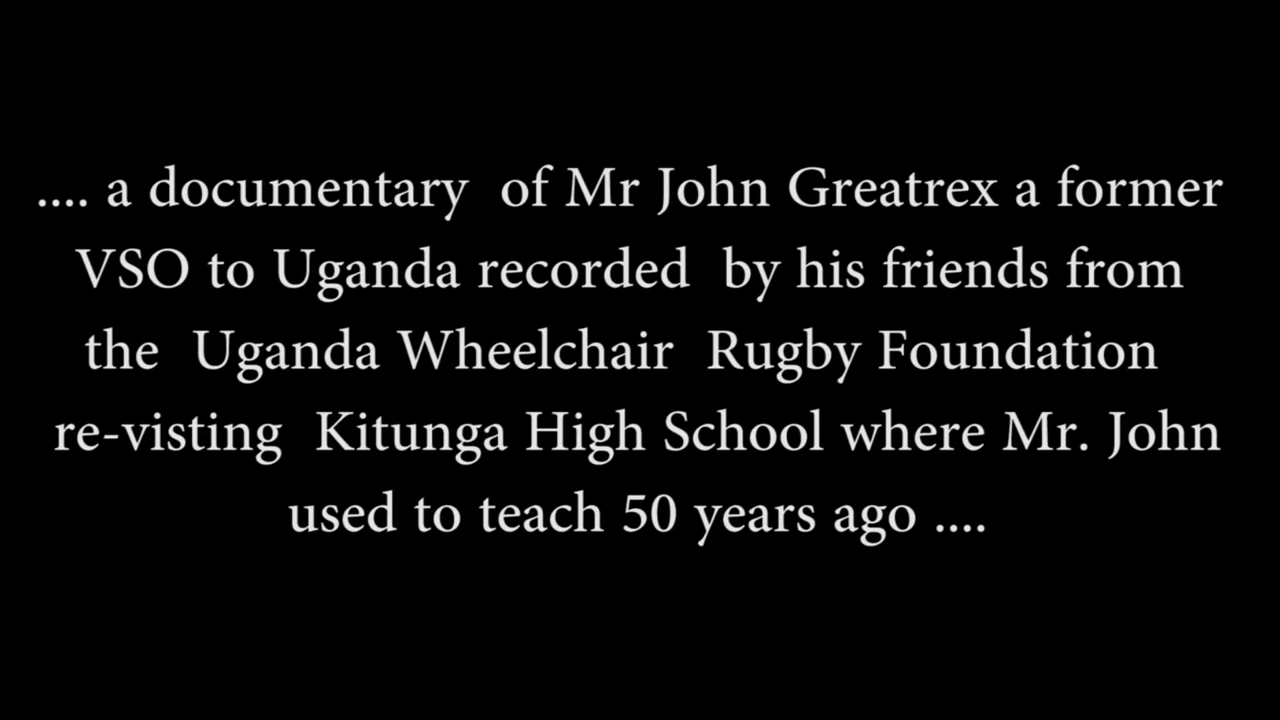 .... a documentary of Mr John Greatrex a former
VSO to Uganda recorded by his friends from
the Uganda Wheelchair Rugby Foundation
re-visting Kitunga High School where Mr. John
used to teach 50 years ago ....